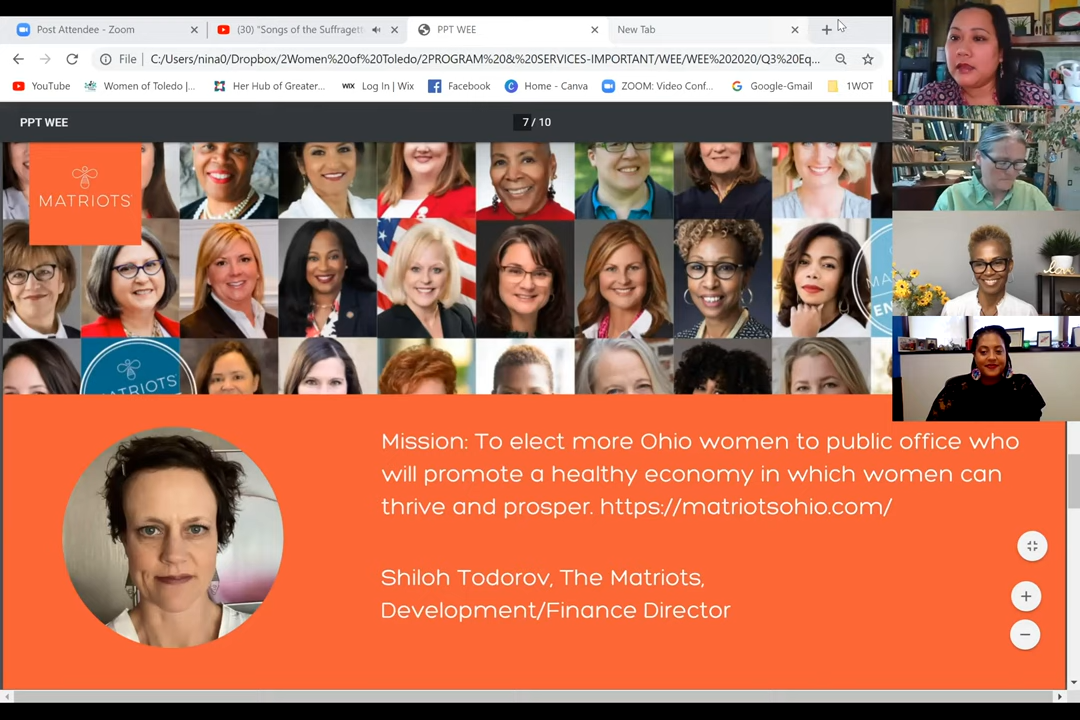 Post Attendee - Zoom
(30) "Songs of the Suffragett
PPT WEE
New Tab
File
C:/Users/nina0/Dropbox/2Women%20of%20Toledo/2PROGRAM%20&%20SERVICES-IMPORTANT/WEE/WEE%202020/Q3%20Eq...
YouTube
Women of Toledo |...
Her Hub of Greater...
WIX Log In | Wix
Facebook
Home - Canva
ZOOM: Video Conf...
Google-Gmail
1WOT
PPT WEE
7 / 10
MATRIOTS
MATRIOTS
Mission: To elect more Ohio women to public office who
will promote a healthy economy in which women can
thrive and prosper. https://matriotsohio.com/
Shiloh Todorov, The Matriots,
Development/Finance Director